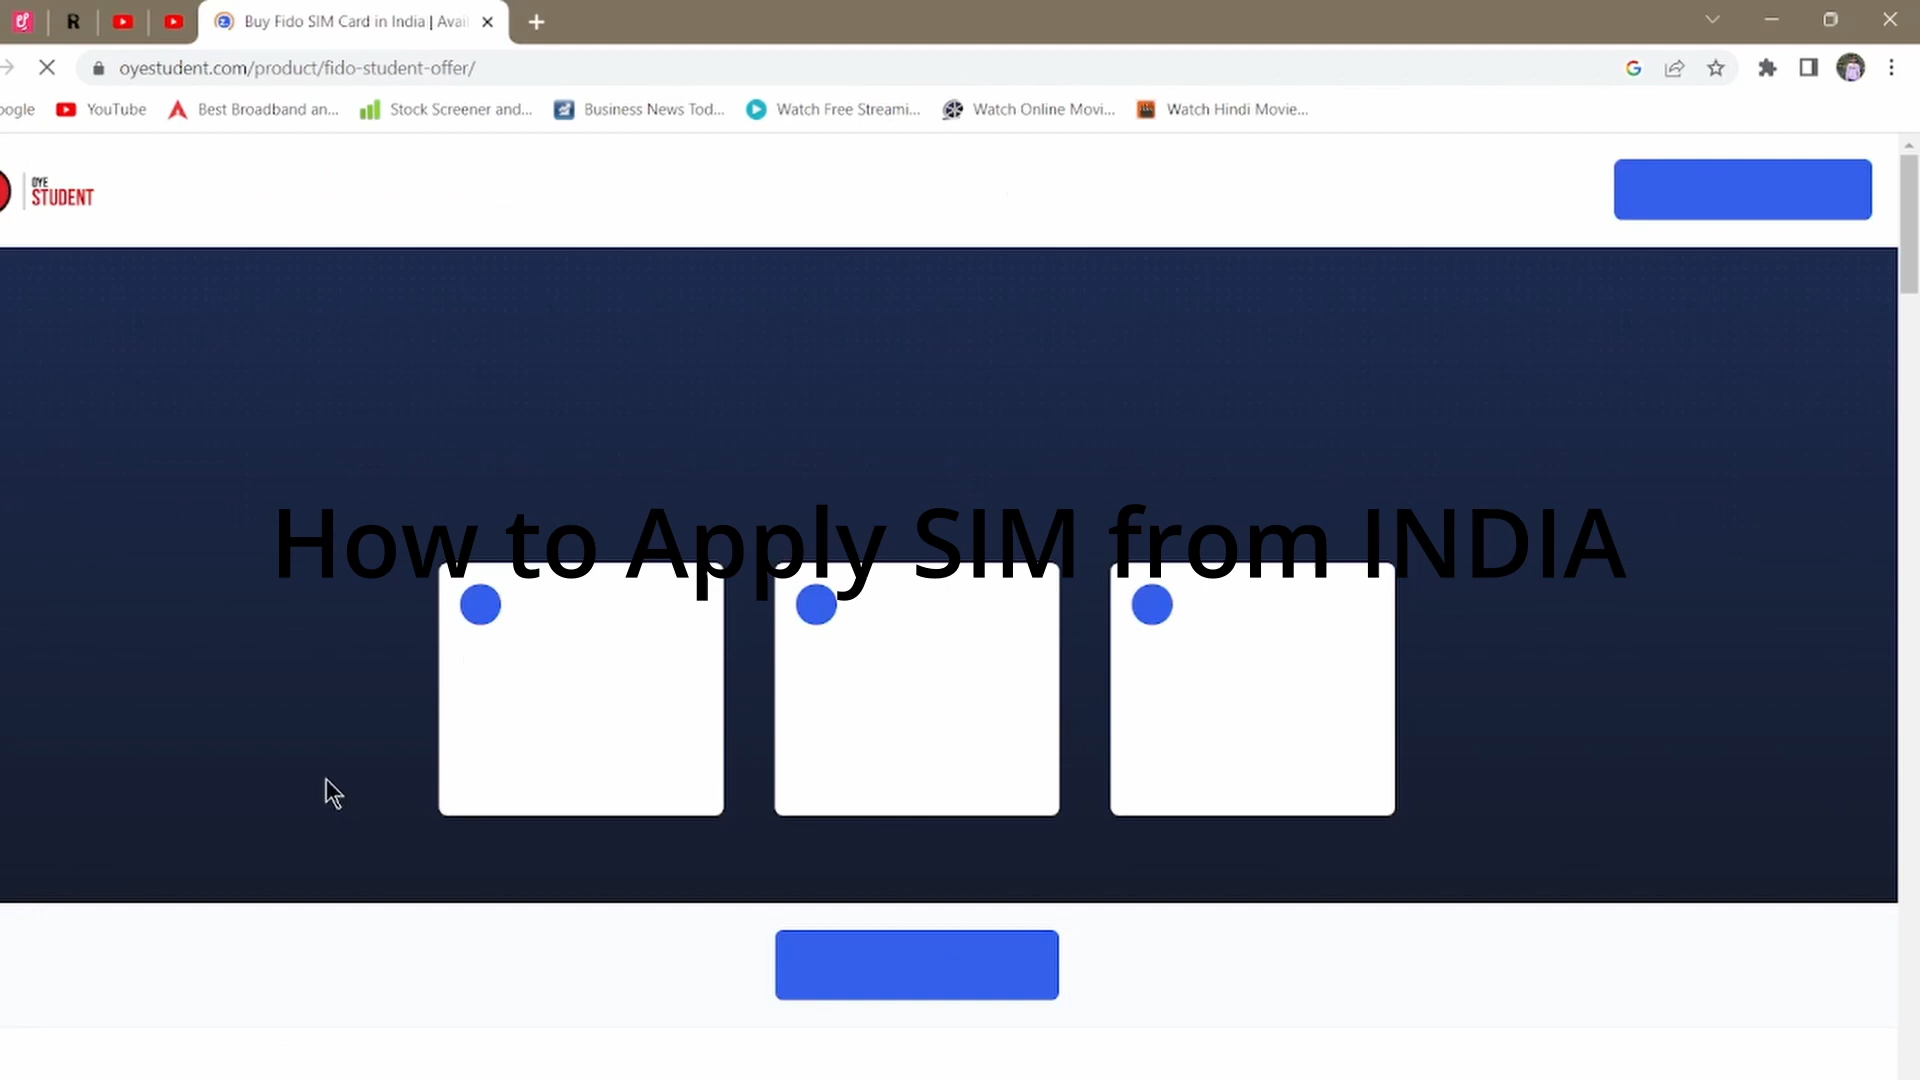 Buy Fido SIM Card in India | Avai
oyestudent.com/product/fido-student-offer/
oogle
YouTube
Best Broadband an...
Stock Screener and...
Business News Tod...
Watch Free Streami...
Watch Online Movi...
Watch Hindi Movie...
OYE
STUDENT
How to Apply SIM from INDIA